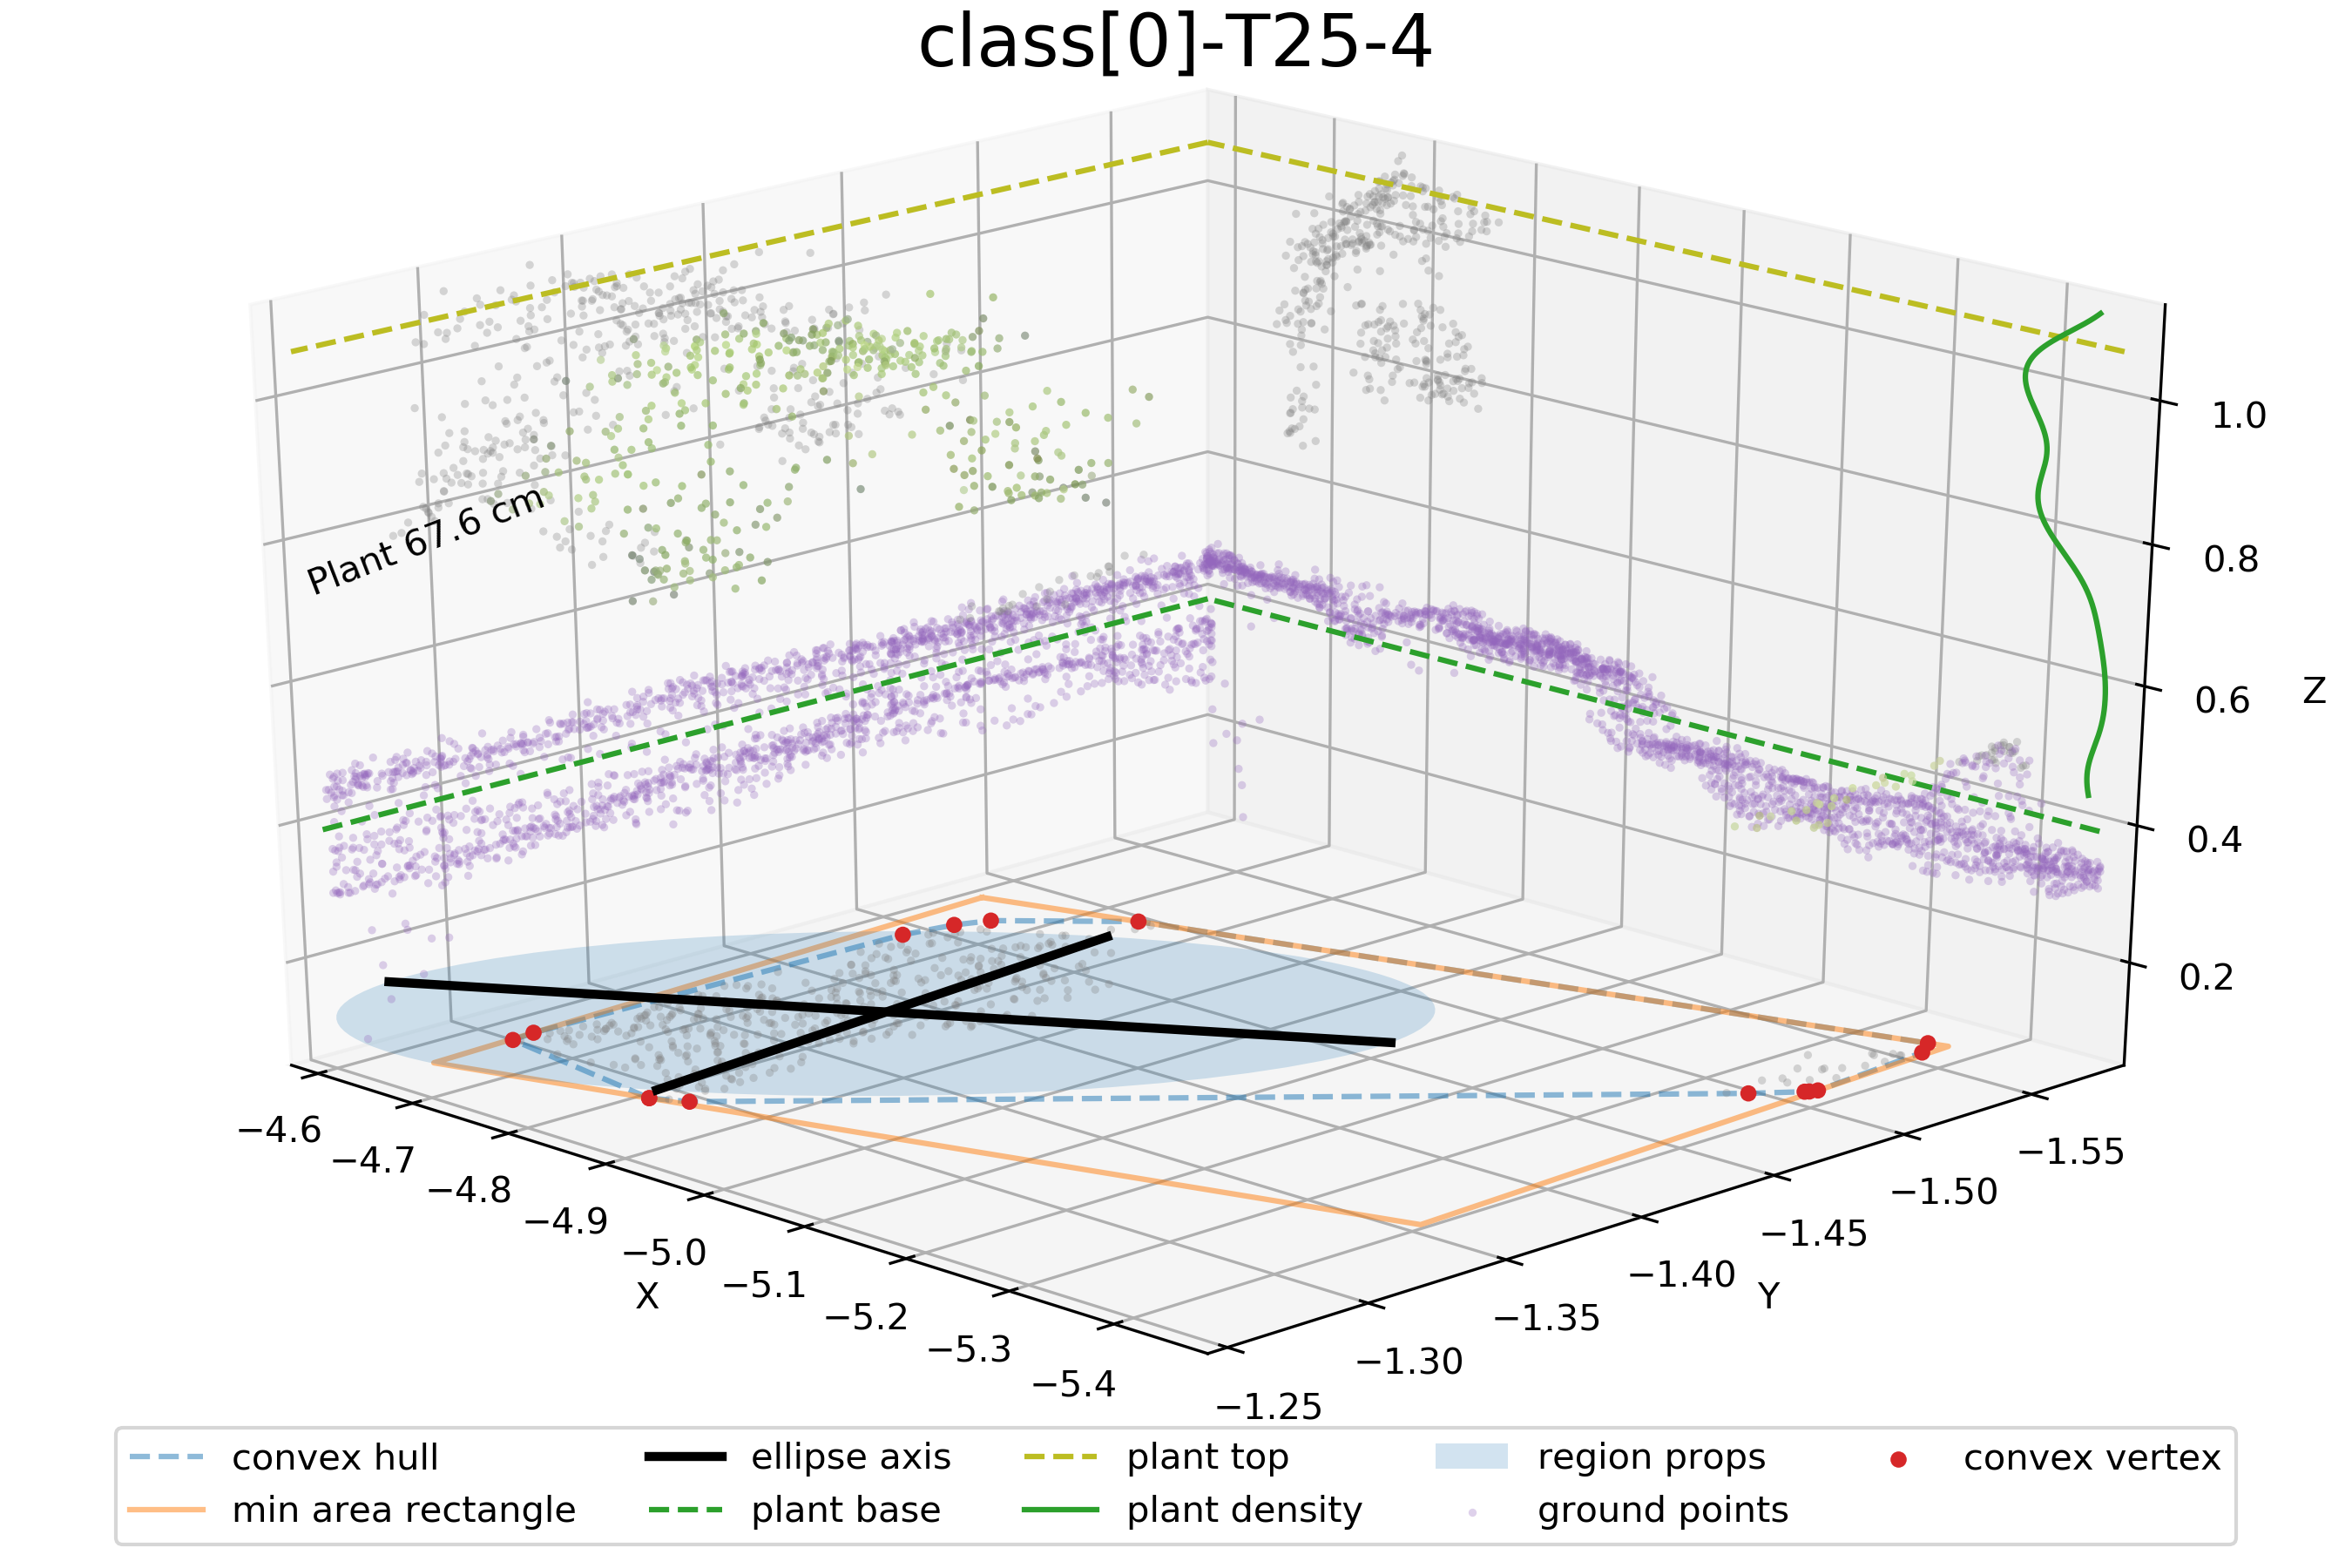 class[0]-T25-4
Plant 67.6 cm
1.0
0.8
0.6
0.4
0.2
Z
−4.6
−4.7
−4.8
−4.9
−5.0
−5.1
−5.2
−5.3
−5.4
X
−1.55
−1.50
−1.45
−1.40
−1.35
−1.30
−1.25
Y
convex hull
min area rectangle
ellipse axis
plant base
plant top
plant density
region props
ground points
convex vertex